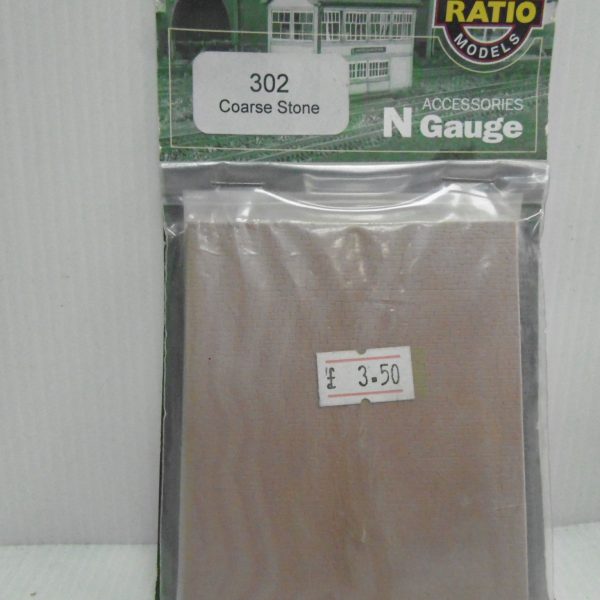 RATIO
MODELS
302
Coarse Stone
ACCESSORIES
N Gauge
£ 3.50